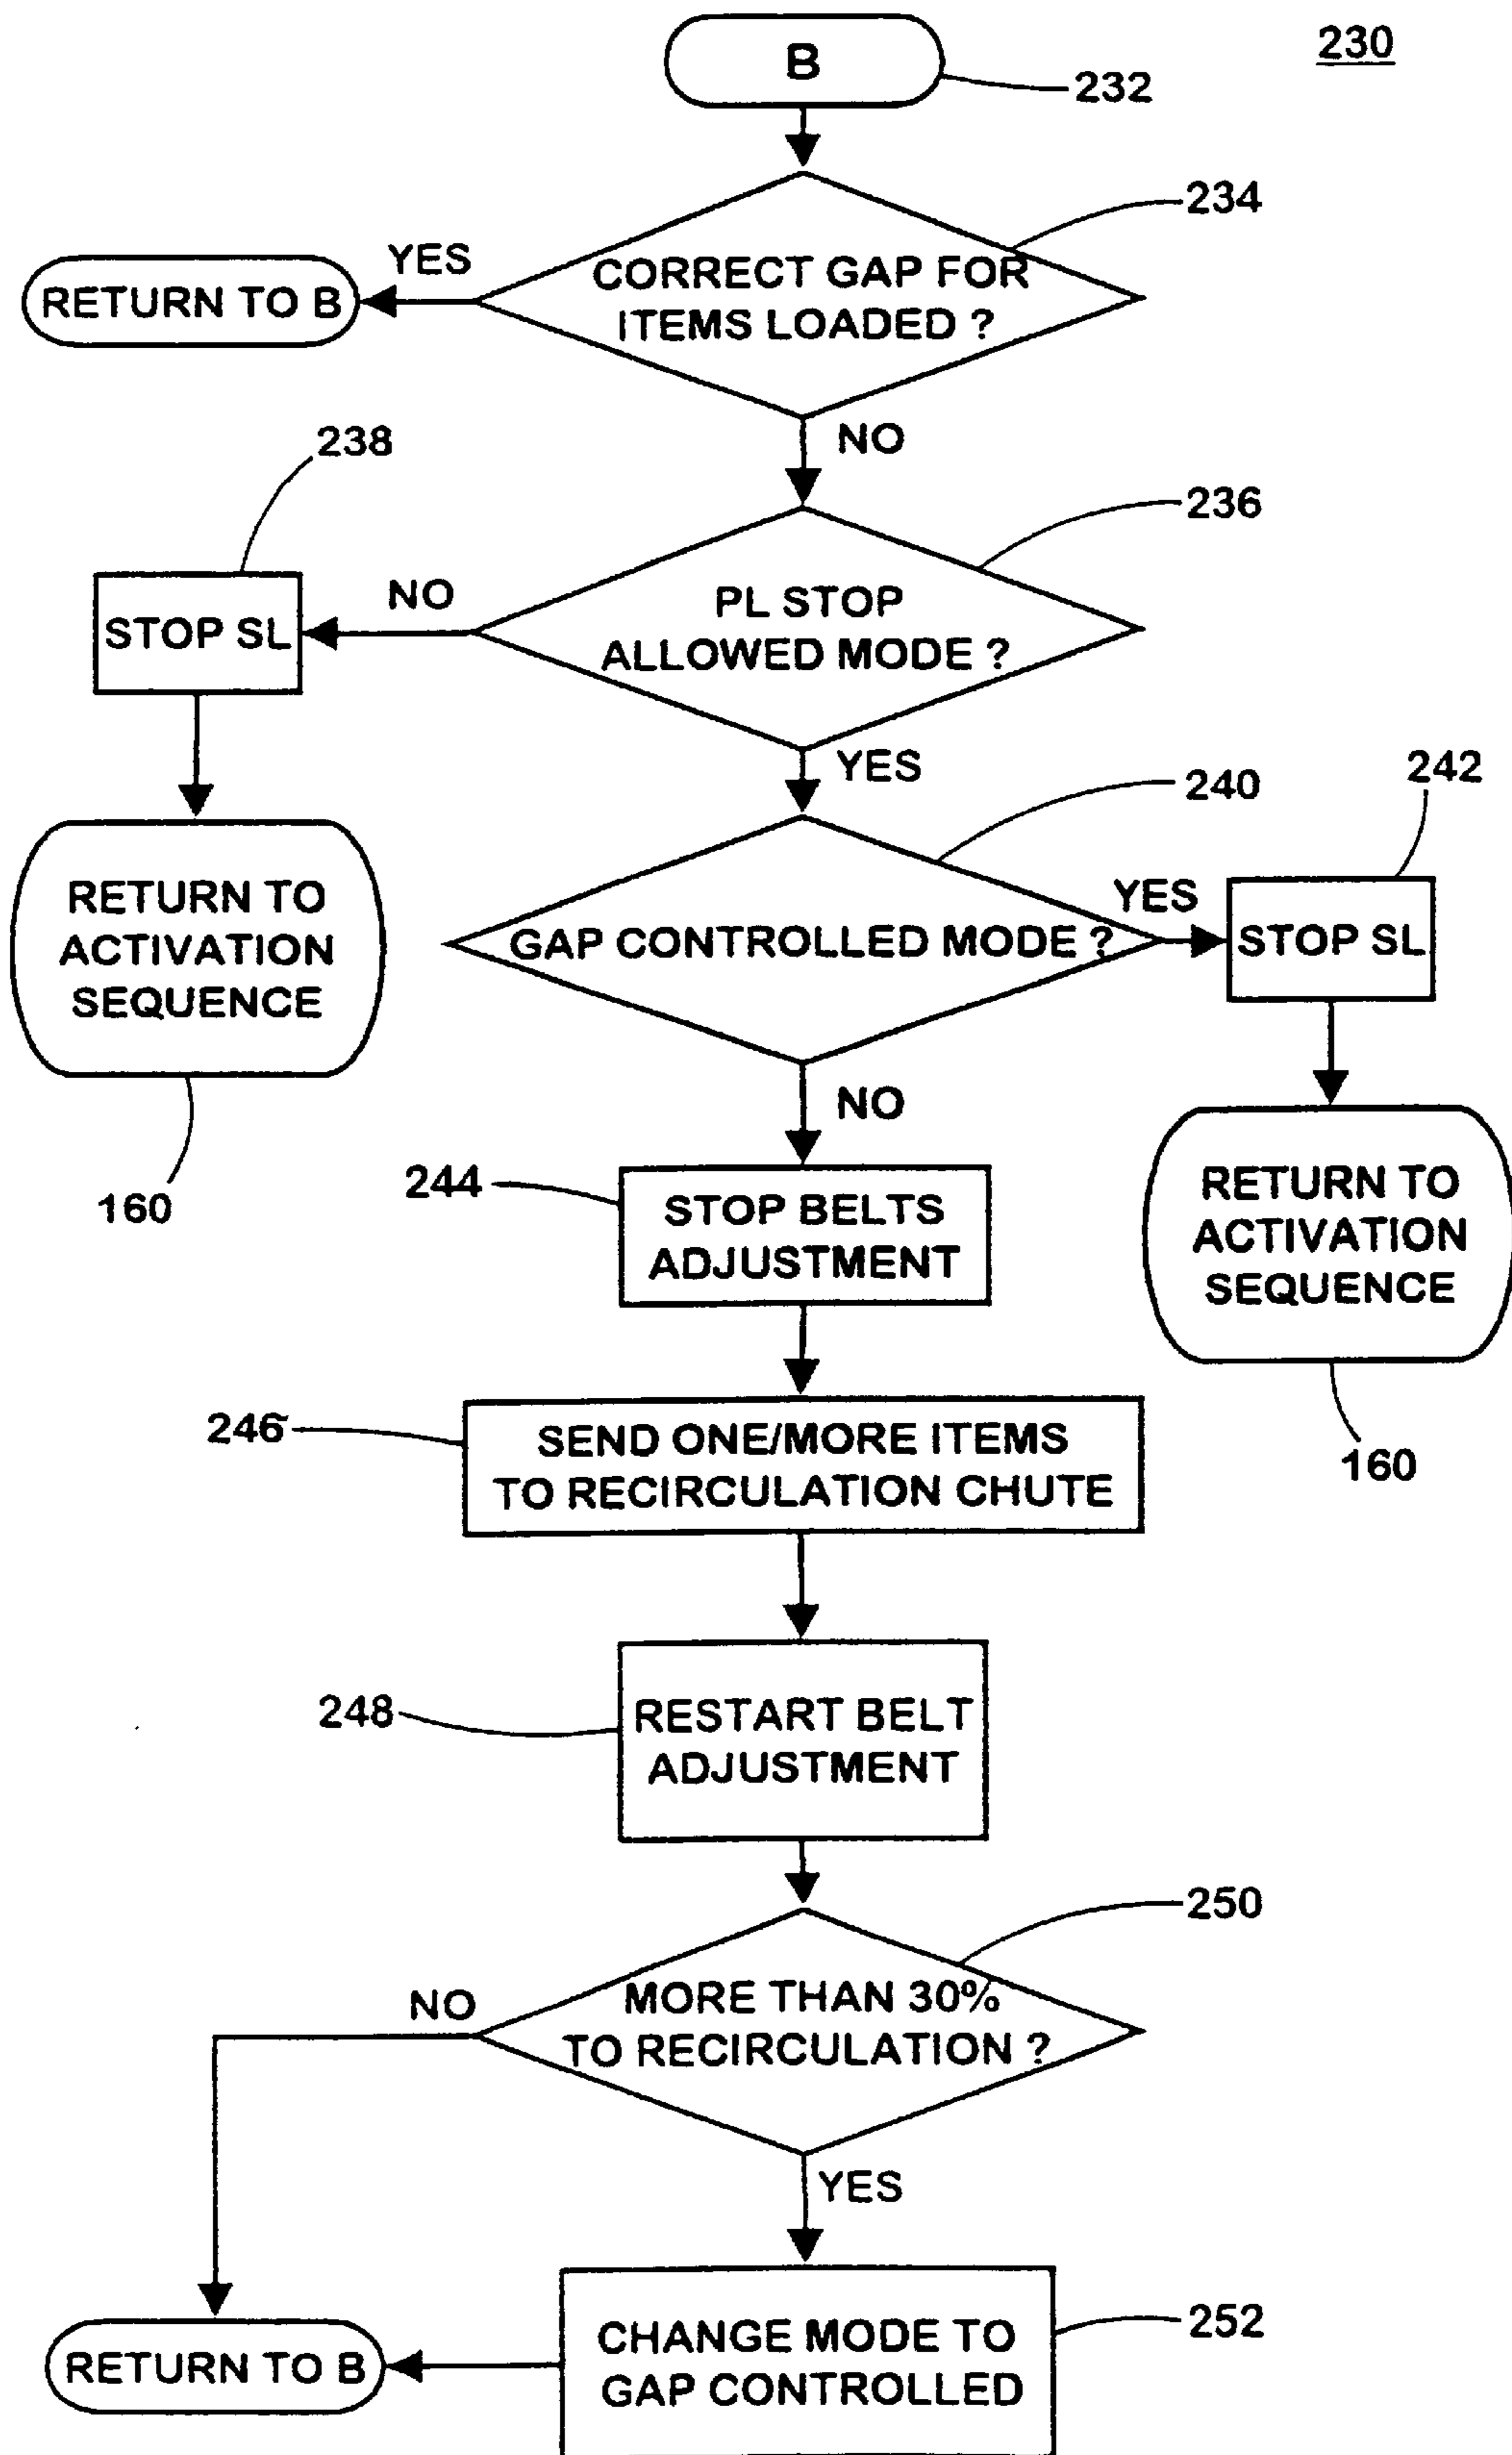 230
B
232
234
YES
CORRECT GAP FOR
ITEMS LOADED ?
RETURN TO B
NO
238
236
NO
PL STOP
ALLOWED MODE ?
STOP SL
YES
242
240
RETURN TO
ACTIVATION
SEQUENCE
YES
GAP CONTROLLED MODE ?
STOP SL
NO
160
244
STOP BELTS
ADJUSTMENT
RETURN TO
ACTIVATION
SEQUENCE
246
SEND ONE/MORE ITEMS
TO RECIRCULATION CHUTE
160
248
RESTART BELT
ADJUSTMENT
250
NO
MORE THAN 30%
TO RECIRCULATION ?
YES
252
CHANGE MODE TO
GAP CONTROLLED
RETURN TO B